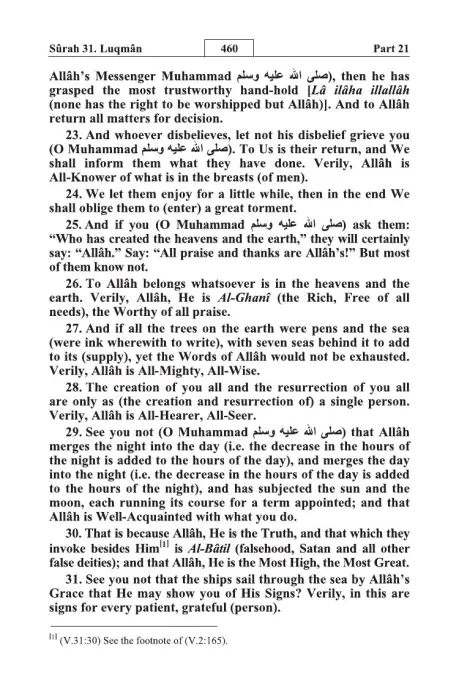 Sûrah 31. Luqmân 460 Part 21
Allâh’s Messenger Muhammad صلى الله عليه وسلم), then he has
grasped the most trustworthy hand-hold [Lâ ilâha illallâh
(none has the right to be worshipped but Allâh)]. And to Allâh
return all matters for decision.
23. And whoever disbelieves, let not his disbelief grieve you
(O Muhammad صلى الله عليه وسلم). To Us is their return, and We
shall inform them what they have done. Verily, Allâh is
All-Knower of what is in the breasts (of men).
24. We let them enjoy for a little while, then in the end We
shall oblige them to (enter) a great torment.
25. And if you (O Muhammad صلى الله عليه وسلم) ask them:
“Who has created the heavens and the earth,” they will certainly
say: “Allâh.” Say: “All praise and thanks are Allâh’s!” But most
of them know not.
26. To Allâh belongs whatsoever is in the heavens and the
earth. Verily, Allâh, He is Al-Ghanî (the Rich, Free of all
needs), the Worthy of all praise.
27. And if all the trees on the earth were pens and the sea
(were ink wherewith to write), with seven seas behind it to add
to its (supply), yet the Words of Allâh would not be exhausted.
Verily, Allâh is All-Mighty, All-Wise.
28. The creation of you all and the resurrection of you all
are only as (the creation and resurrection of) a single person.
Verily, Allâh is All-Hearer, All-Seer.
29. See you not (O Muhammad صلى الله عليه وسلم) that Allâh
merges the night into the day (i.e. the decrease in the hours of
the night is added to the hours of the day), and merges the day
into the night (i.e. the decrease in the hours of the day is added
to the hours of the night), and has subjected the sun and the
moon, each running its course for a term appointed; and that
Allâh is Well-Acquainted with what you do.
30. That is because Allâh, He is the Truth, and that which they
invoke besides Him[1] is Al-Bâtil (falsehood, Satan and all other
false deities); and that Allâh, He is the Most High, the Most Great.
31. See you not that the ships sail through the sea by Allâh’s
Grace that He may show you of His Signs? Verily, in this are
signs for every patient, grateful (person).
[1] (V.31:30) See the footnote of (V.2:165).